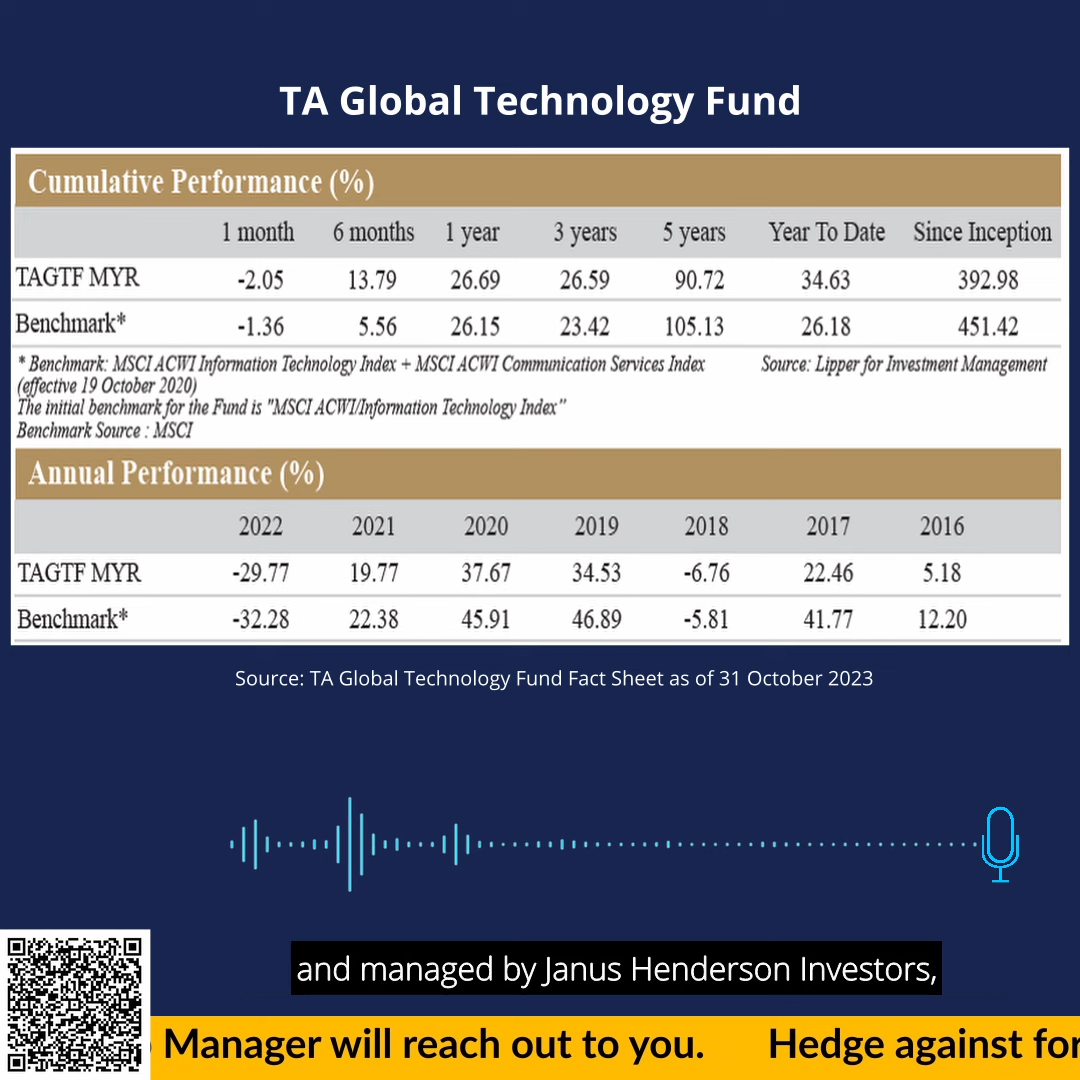 TA Global Technology Fund
Cumulative Performance (%)
1 month 6 months 1 year 3 years 5 years Year To Date Since Inception
TAGTF MYR -2.05 13.79 26.69 26.59 90.72 34.63 392.98
Benchmark* -1.36 5.56 26.15 23.42 105.13 26.18 451.42
* Benchmark: MSCI ACWI Information Technology Index + MSCI ACWI Communication Services Index Source: Lipper for Investment Management
(effective 19 October 2020)
The initial benchmark for the Fund is "MSCI ACWI/Information Technology Index"
Benchmark Source : MSCI
Annual Performance (%)
2022 2021 2020 2019 2018 2017 2016
TAGTF MYR -29.77 19.77 37.67 34.53 -6.76 22.46 5.18
Benchmark* -32.28 22.38 45.91 46.89 -5.81 41.77 12.20
Source: TA Global Technology Fund Fact Sheet as of 31 October 2023
and managed by Janus Henderson Investors,
Manager will reach out to you. Hedge against for